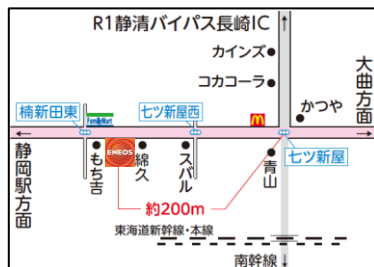 R1静清バイパス長崎IC
カインズ
コカコーラ
大曲方面
かつや
楠新田東
FamilyMart
七ツ新屋西
M
静岡駅方面
もち吉
ENEOS
綿久
スバル
青山
七ツ新屋
約200m
東海道新幹線・本線
南幹線